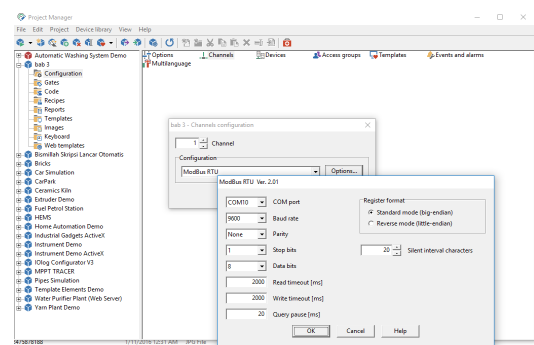 Project Manager
File Edit Project Device library View Help
Automatic Washing System Demo
bab 3
Configuration
Gates
Code
Recipes
Reports
Templates
Images
Keyboard
Web templates
Bismillah Skripsi Lancar Otomatis
Bricks
Car Simulation
CarPark
Ceramics Kiln
Extruder Demo
Fuel Petrol Station
HEMS
Home Automation Demo
Industrial Gadgets ActiveX
Instrument Demo
Instrument Demo ActiveX
IOlog Configurator V3
MPPT TRACER
Pipes Simulation
Template Elements Demo
Water Purifier Plant (Web Server)
Yarn Plant Demo
Options Channels Devices Access groups Templates Events and alarms
Multilanguage
bab 3 - Channels configuration
1 Channel
Configuration
ModBus RTU Options...
ModBus RTU Ver. 2.01
COM10 COM port
9600 Baud rate
None Parity
1 Stop bits
8 Data bits
2000 Read timeout [ms]
2000 Write timeout [ms]
20 Query pause [ms]
Register format
Standard mode (big-endian)
Reverse mode (little-endian)
20 Silent interval characters
OK Cancel Help